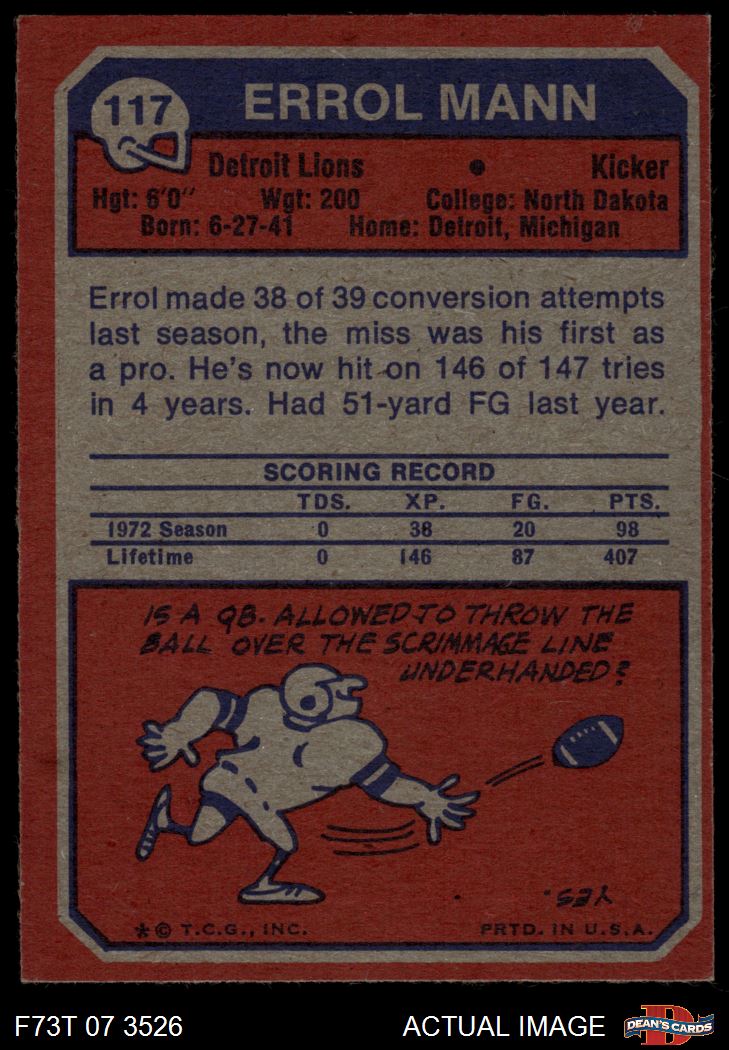 117
ERROL MANN
Detroit Lions • Kicker
Hgt: 6'0" Wgt: 200 College: North Dakota
Born: 6-27-41 Home: Detroit, Michigan
Errol made 38 of 39 conversion attempts
last season, the miss was his first as
a pro. He's now hit on 146 of 147 tries
in 4 years. Had 51-yard FG last year.
SCORING RECORD
TDS. XP. FG. PTS.
1972 Season 0 38 20 98
Lifetime 0 146 87 407
IS A QB. ALLOWED TO THROW THE
BALL OVER THE SCRIMMAGE LINE
UNDERHANDED?
YES.
* © T.C.G., INC. PRTD. IN U.S.A.
F73T 07 3526 ACTUAL IMAGE
D
DEAN'S CARDS